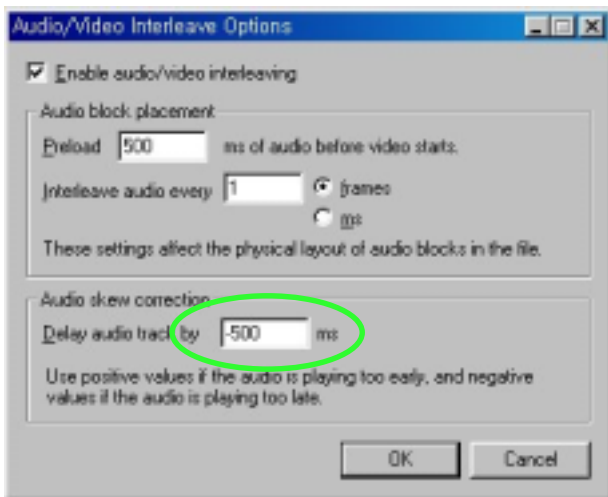 Audio/Video Interleave Options
Enable audio/video interleaving
Audio block placement
Preload 500 ms of audio before video starts.
Interleave audio every 1 frames
ms
These settings affect the physical layout of audio blocks in the file.
Audio skew correction
Delay audio track by -500 ms
Use positive values if the audio is playing too early, and negative
values if the audio is playing too late.
OK Cancel